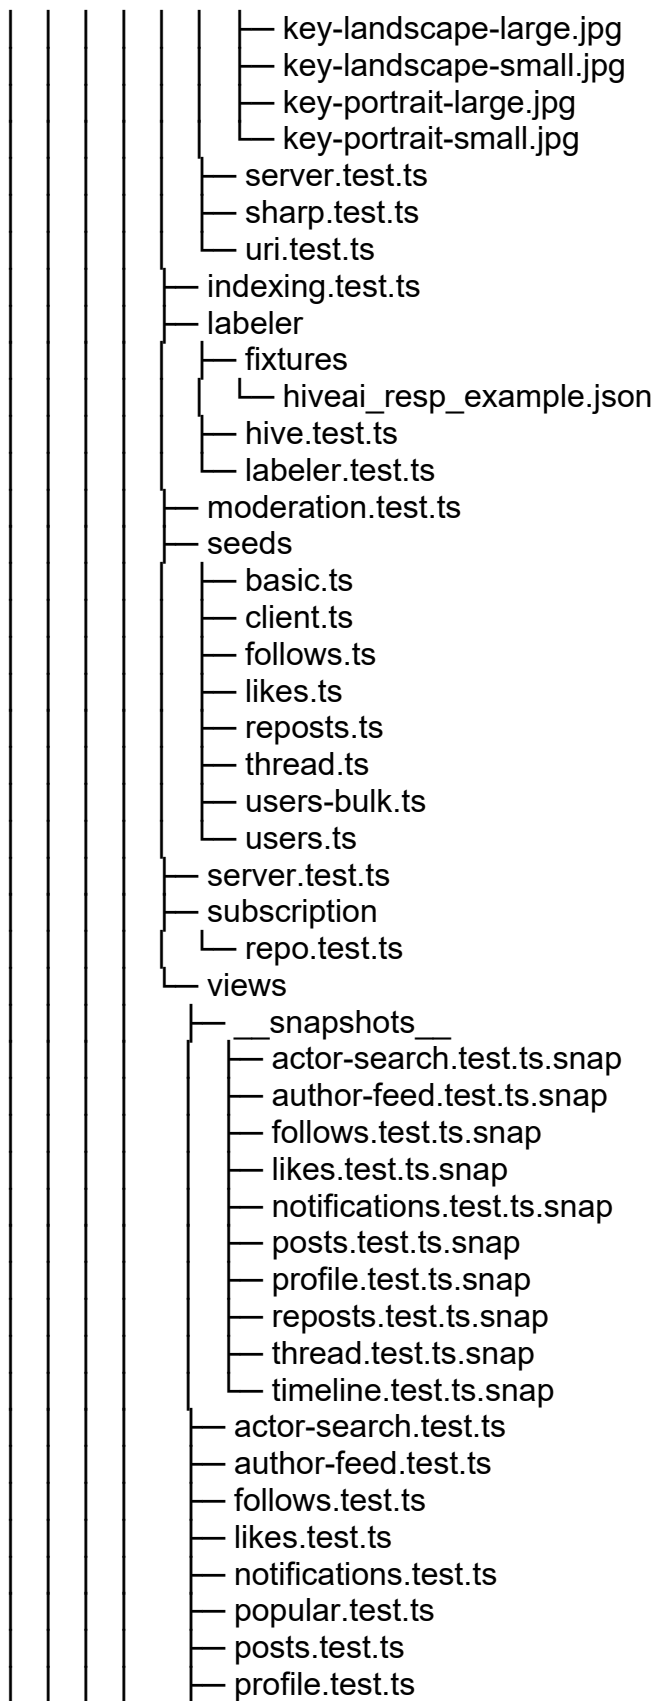 key-landscape-large.jpg
key-landscape-small.jpg
key-portrait-large.jpg
key-portrait-small.jpg
server.test.ts
sharp.test.ts
uri.test.ts
indexing.test.ts
labeler
fixtures
hiveai_resp_example.json
hive.test.ts
labeler.test.ts
moderation.test.ts
seeds
basic.ts
client.ts
follows.ts
likes.ts
reposts.ts
thread.ts
users-bulk.ts
users.ts
server.test.ts
subscription
repo.test.ts
views
__snapshots__
actor-search.test.ts.snap
author-feed.test.ts.snap
follows.test.ts.snap
likes.test.ts.snap
notifications.test.ts.snap
posts.test.ts.snap
profile.test.ts.snap
reposts.test.ts.snap
thread.test.ts.snap
timeline.test.ts.snap
actor-search.test.ts
author-feed.test.ts
follows.test.ts
likes.test.ts
notifications.test.ts
popular.test.ts
posts.test.ts
profile.test.ts